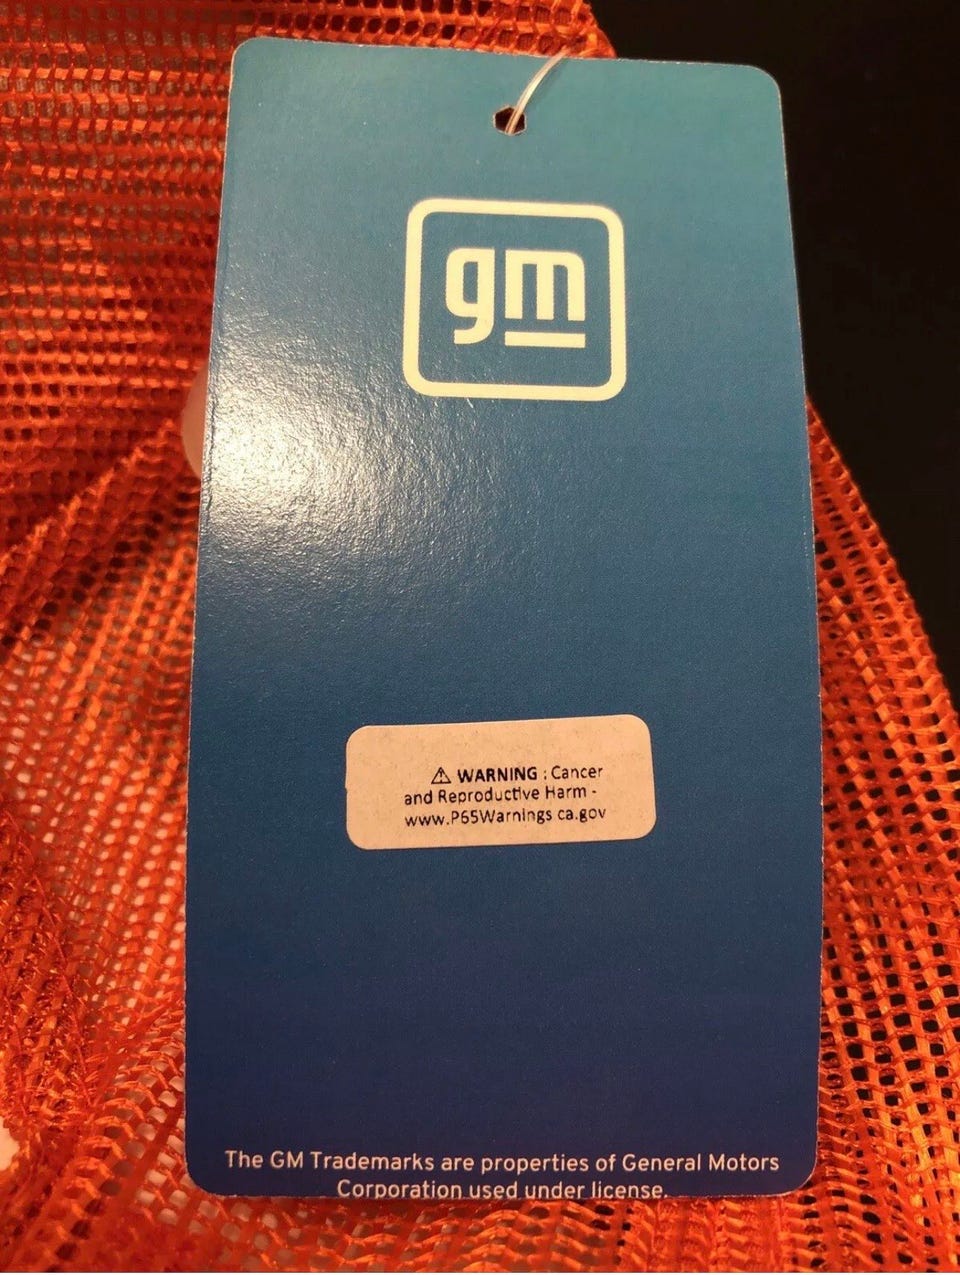 gm
⚠ WARNING : Cancer
and Reproductive Harm -
www.P65Warnings ca.gov
The GM Trademarks are properties of General Motors
Corporation used under license.